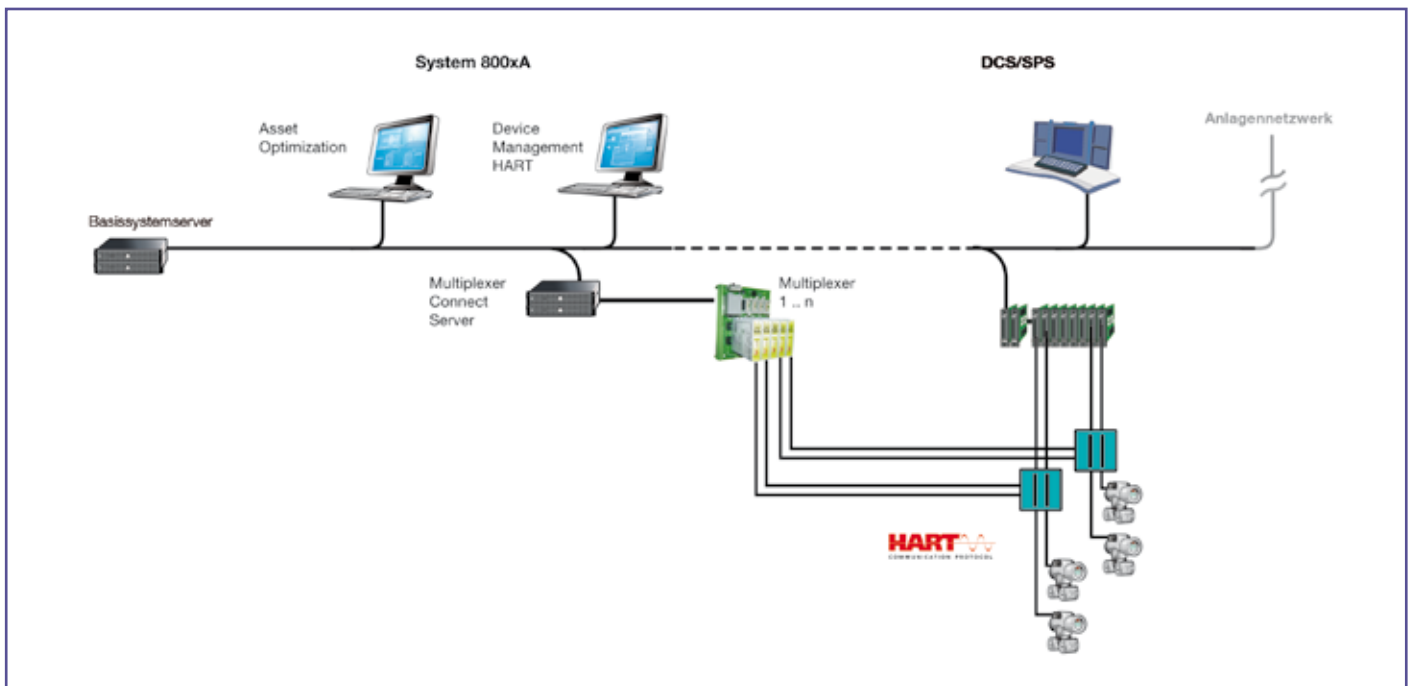 System 800xA
DCS/SPS
Asset
Optimization
Device
Management
HART
Anlagennetzwerk
Basissystemserver
Multiplexer
Connect
Server
Multiplexer
1 .. n
HART
COMMUNICATION PROTOCOL